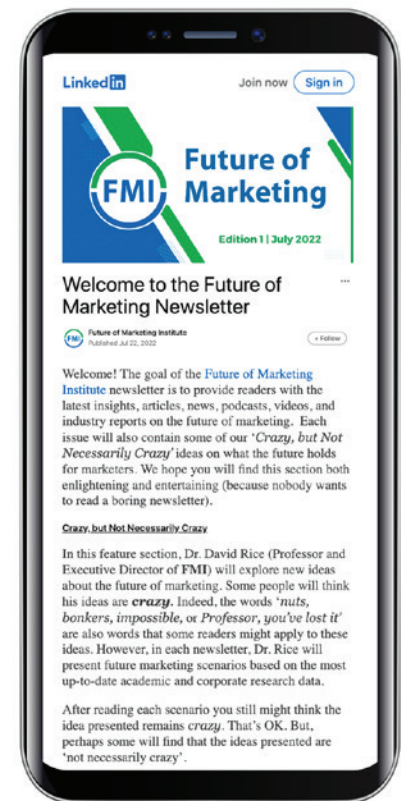 LinkedIn
Join now
Sign in
FMI
Future of
Marketing
Edition 1 | July 2022
Welcome to the Future of
Marketing Newsletter
...
FMI
Future of Marketing Institute
Published Jul 22, 2022
+ Follow
Welcome! The goal of the Future of Marketing
Institute newsletter is to provide readers with the
latest insights, articles, news, podcasts, videos, and
industry reports on the future of marketing.  Each
issue will also contain some of our ‘Crazy, but Not
Necessarily Crazy’ ideas on what the future holds
for marketers. We hope you will find this section both
enlightening and entertaining (because nobody wants
to read a boring newsletter).
Crazy, but Not Necessarily Crazy
In this feature section, Dr. David Rice (Professor and
Executive Director of FMI) will explore new ideas
about the future of marketing. Some people will think
his ideas are crazy. Indeed, the words ‘nuts,
bonkers, impossible, or Professor, you’ve lost it’
are also words that some readers might apply to these
ideas. However, in each newsletter, Dr. Rice will
present future marketing scenarios based on the most
up-to-date academic and corporate research data.
After reading each scenario you still might think the
idea presented remains crazy. That’s OK. But,
perhaps some will find that the ideas presented are
‘not necessarily crazy’.